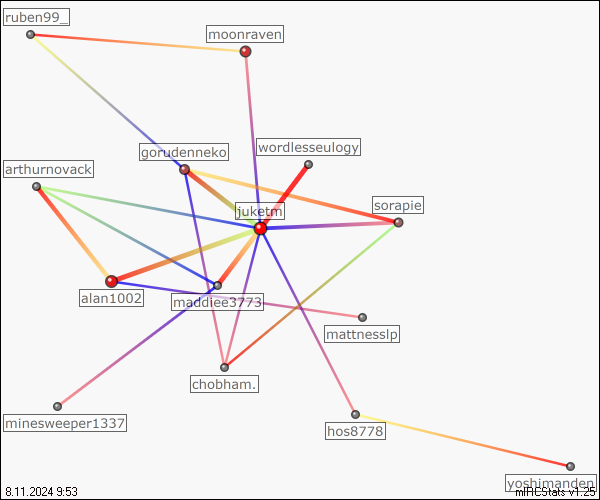 ruben99_
moonraven
wordlesseulogy
gorudenneko
arthurnovack
sorapie
juketm
alan1002
maddiee3773
mattnesslp
chobham.
minesweeper1337
hos8778
yoshimanden
8.11.2024 9:53
mIRCStats v1.25